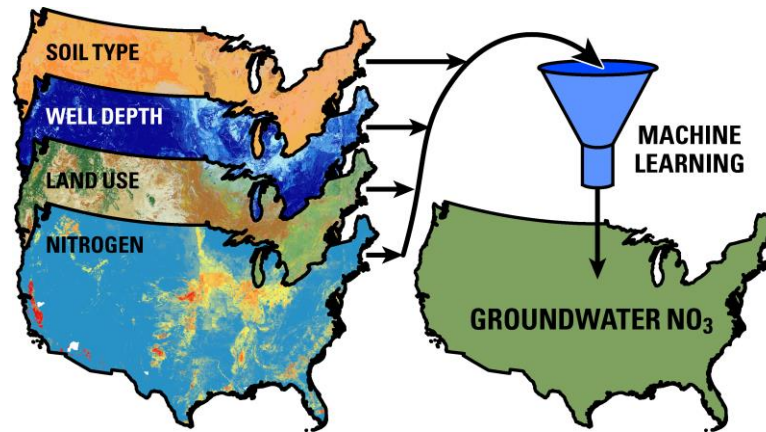 SOIL TYPE
WELL DEPTH
LAND USE
NITROGEN
MACHINE
LEARNING
GROUNDWATER NO₃